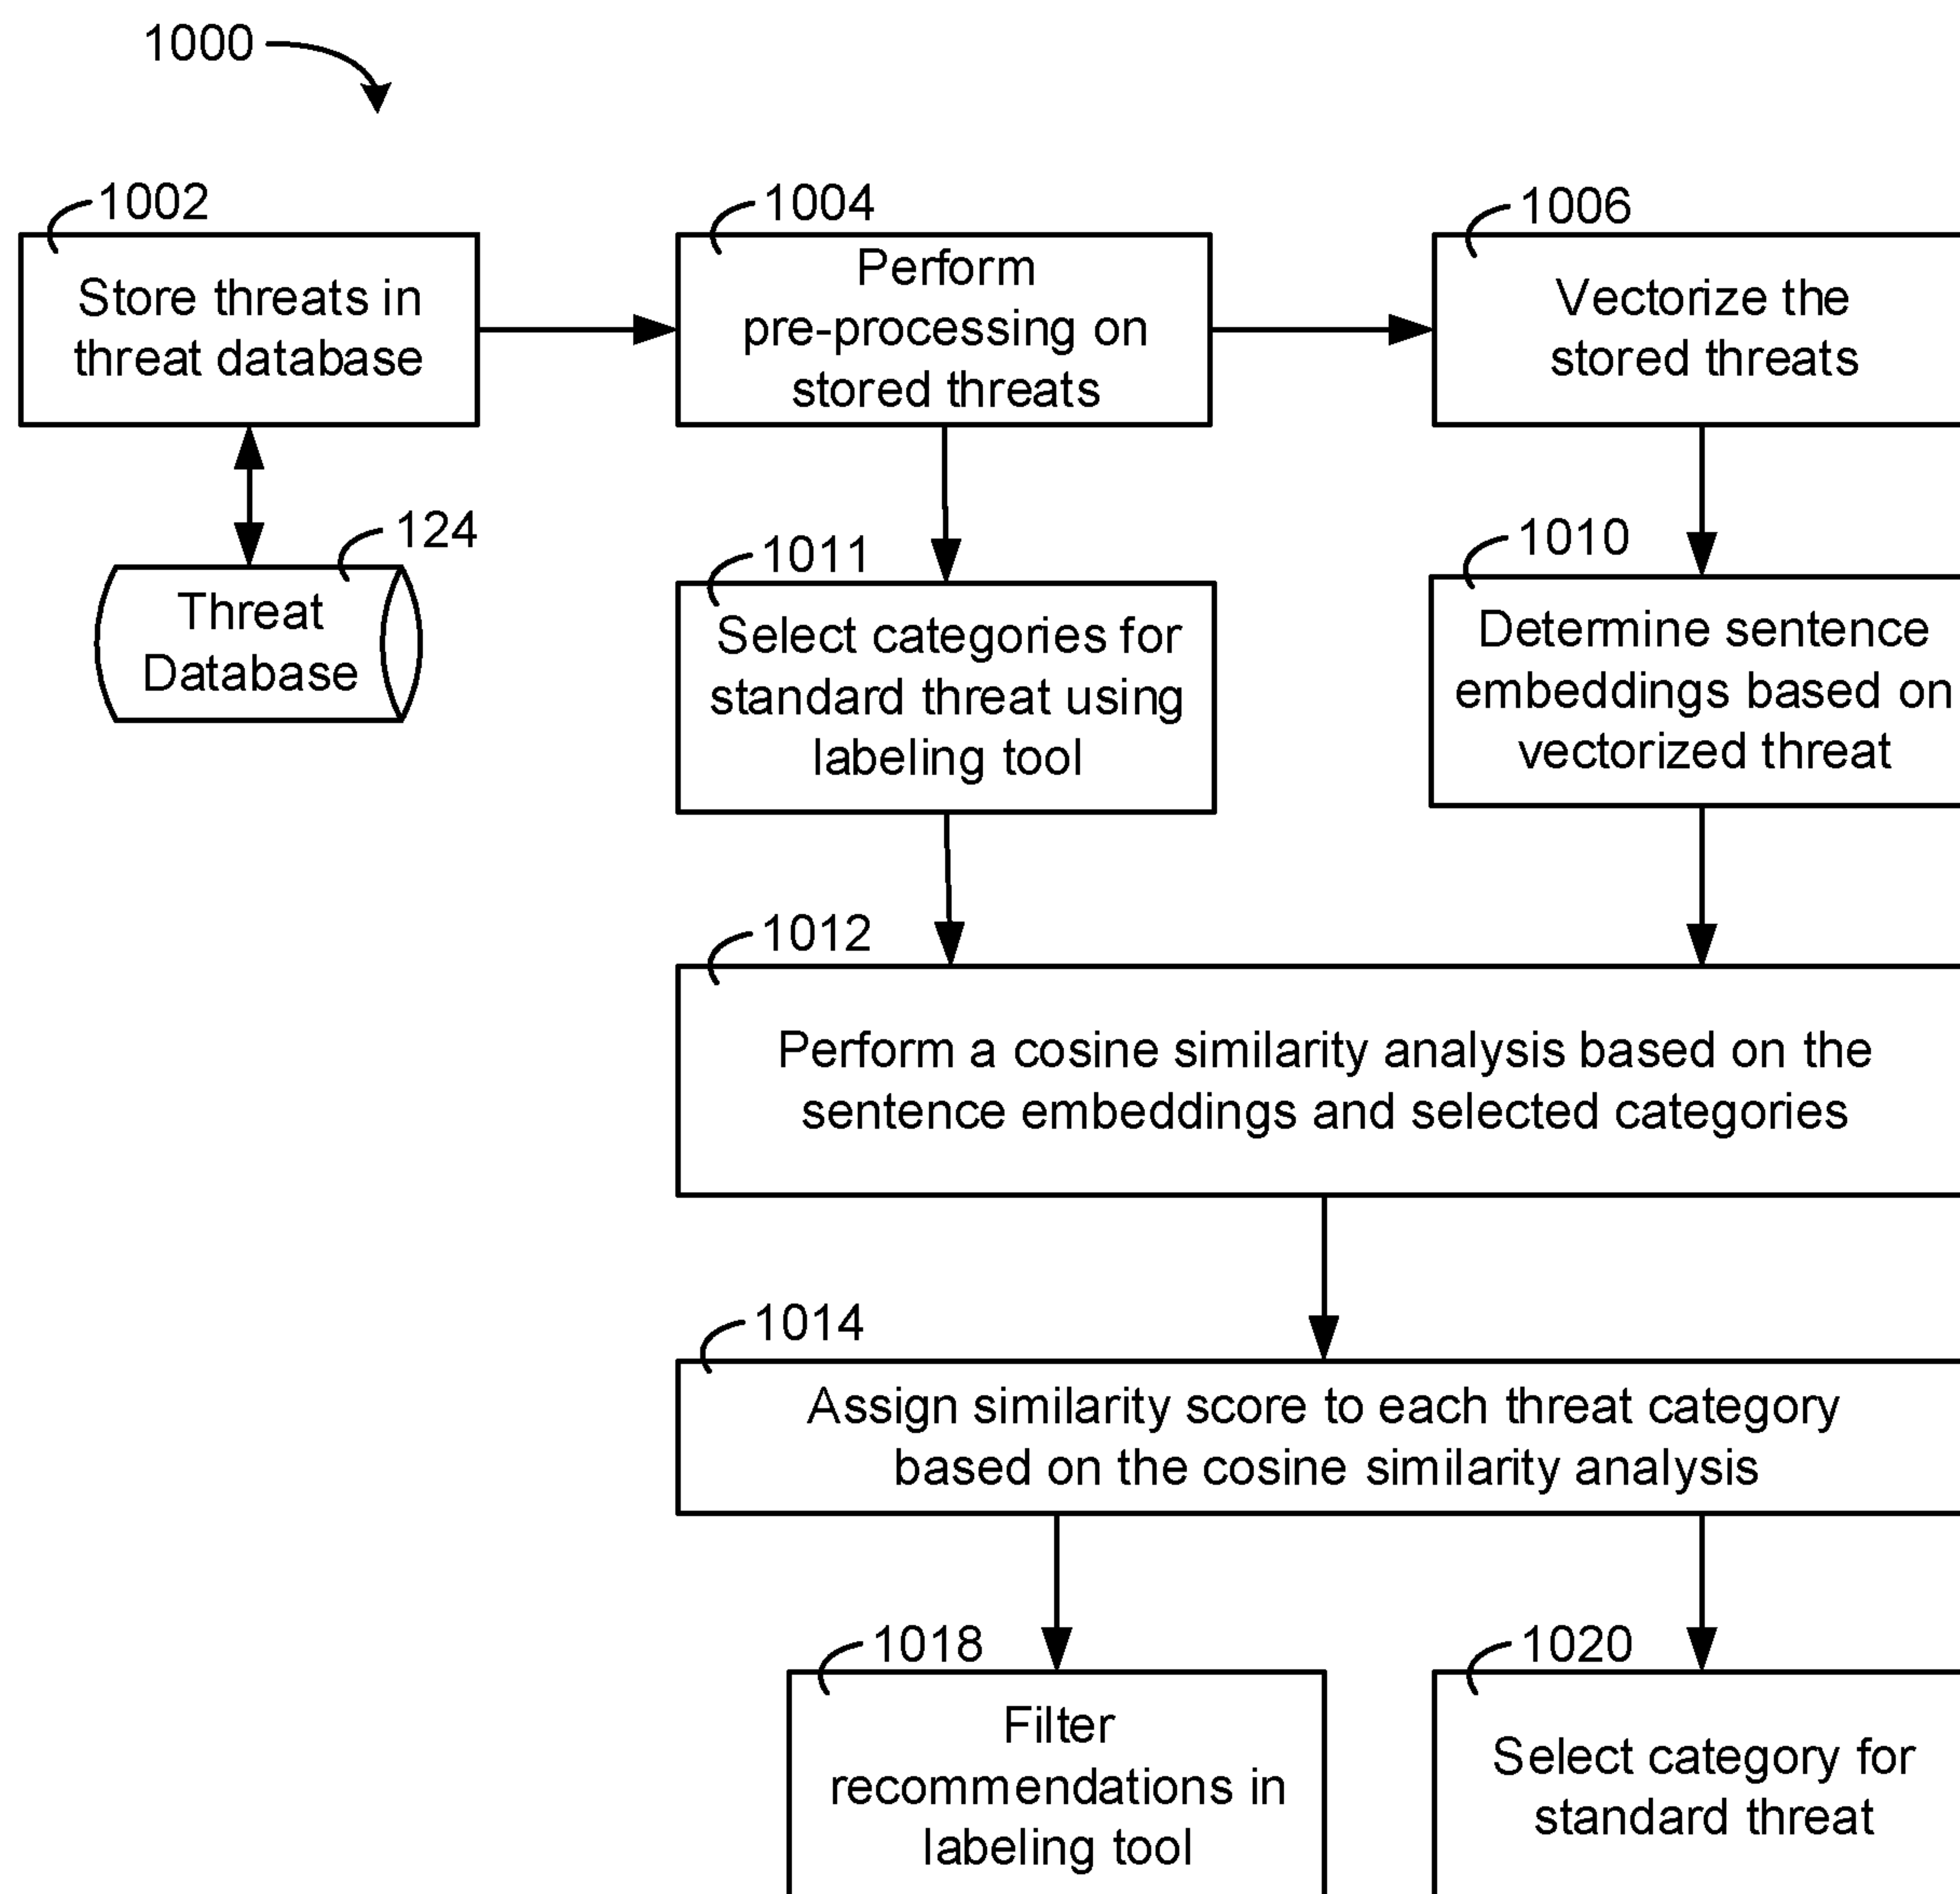 1000
1002
Store threats in
threat database
124
Threat
Database
1004
Perform
pre-processing on
stored threats
1006
Vectorize the
stored threats
1011
Select categories for
standard threat using
labeling tool
1010
Determine sentence
embeddings based on
vectorized threat
1012
Perform a cosine similarity analysis based on the
sentence embeddings and selected categories
1014
Assign similarity score to each threat category
based on the cosine similarity analysis
1018
Filter
recommendations in
labeling tool
1020
Select category for
standard threat